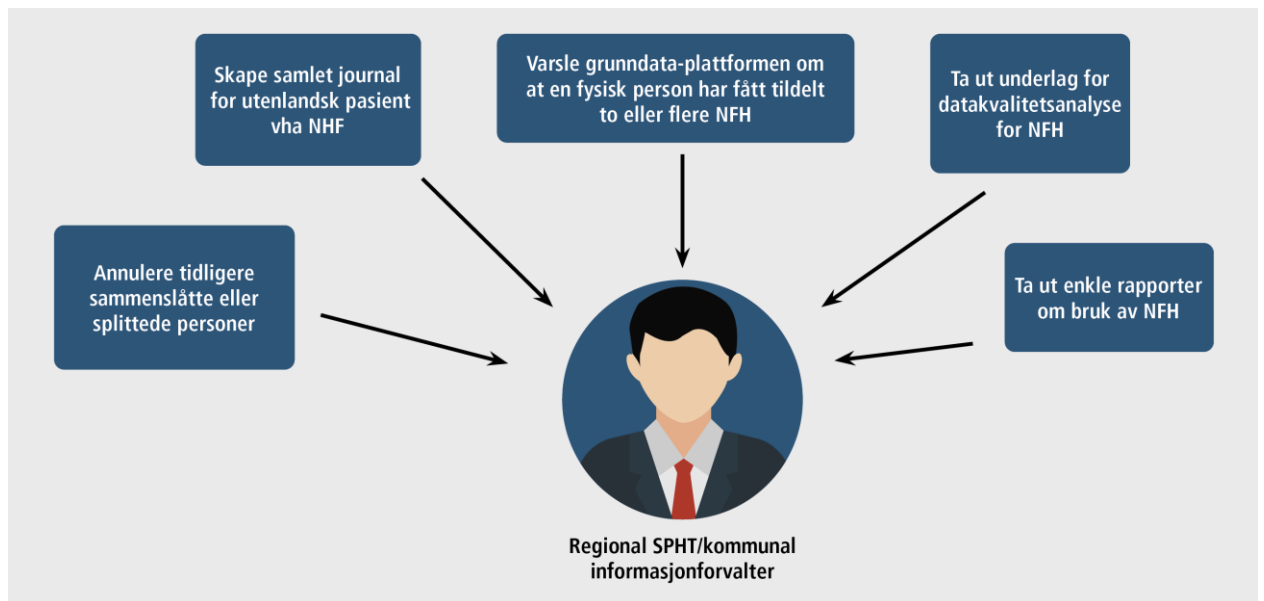 Skape samlet journal
for utenlandsk pasient
vha NHF
Varsle grunndata-plattformen om
at en fysisk person har fått tildelt
to eller flere NFH
Ta ut underlag for
datakvalitetsanalyse
for NFH
Annulere tidligere
sammenslåtte eller
splittede personer
Ta ut enkle rapporter
om bruk av NFH
Regional SPHT/kommunal
informasjonforvalter